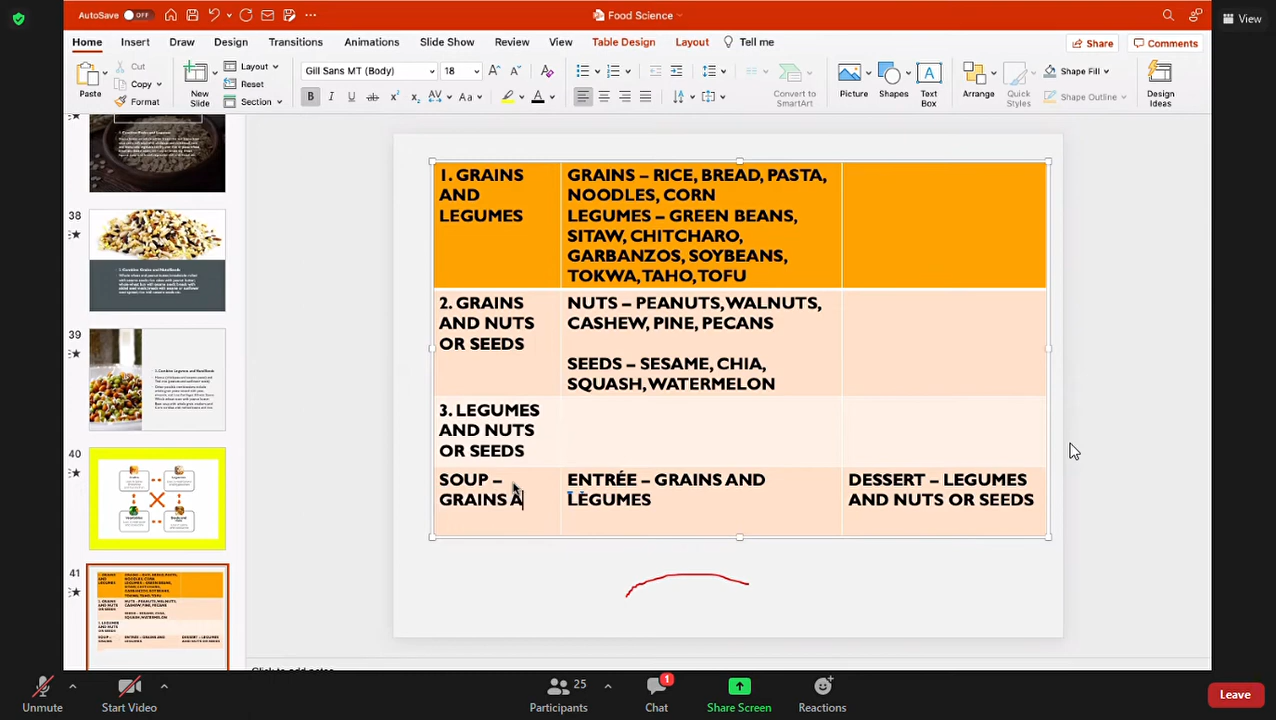 AutoSave OFF
Food Science
View
Home Insert Draw Design Transitions Animations Slide Show Review View Table Design Layout Tell me
Share Comments
Paste
Cut
Copy
Format
New Slide
Layout
Reset
Section
Gill Sans MT (Body) 18
Convert to SmartArt
Picture
Shapes
Text Box
Arrange
Quick Styles
Shape Fill
Shape Outline
Design Ideas
38
39
40
41
1. GRAINS
AND
LEGUMES
GRAINS – RICE, BREAD, PASTA,
NOODLES, CORN
LEGUMES – GREEN BEANS,
SITAW, CHITCHARO,
GARBANZOS, SOYBEANS,
TOKWA, TAHO, TOFU
2. GRAINS
AND NUTS
OR SEEDS
NUTS – PEANUTS, WALNUTS,
CASHEW, PINE, PECANS
SEEDS – SESAME, CHIA,
SQUASH, WATERMELON
3. LEGUMES
AND NUTS
OR SEEDS
SOUP –
GRAINS A
ENTRÉE – GRAINS AND
LEGUMES
DESSERT – LEGUMES
AND NUTS OR SEEDS
Click to add notes
Unmute
Start Video
25
Participants
1
Chat
Share Screen
Reactions
Leave